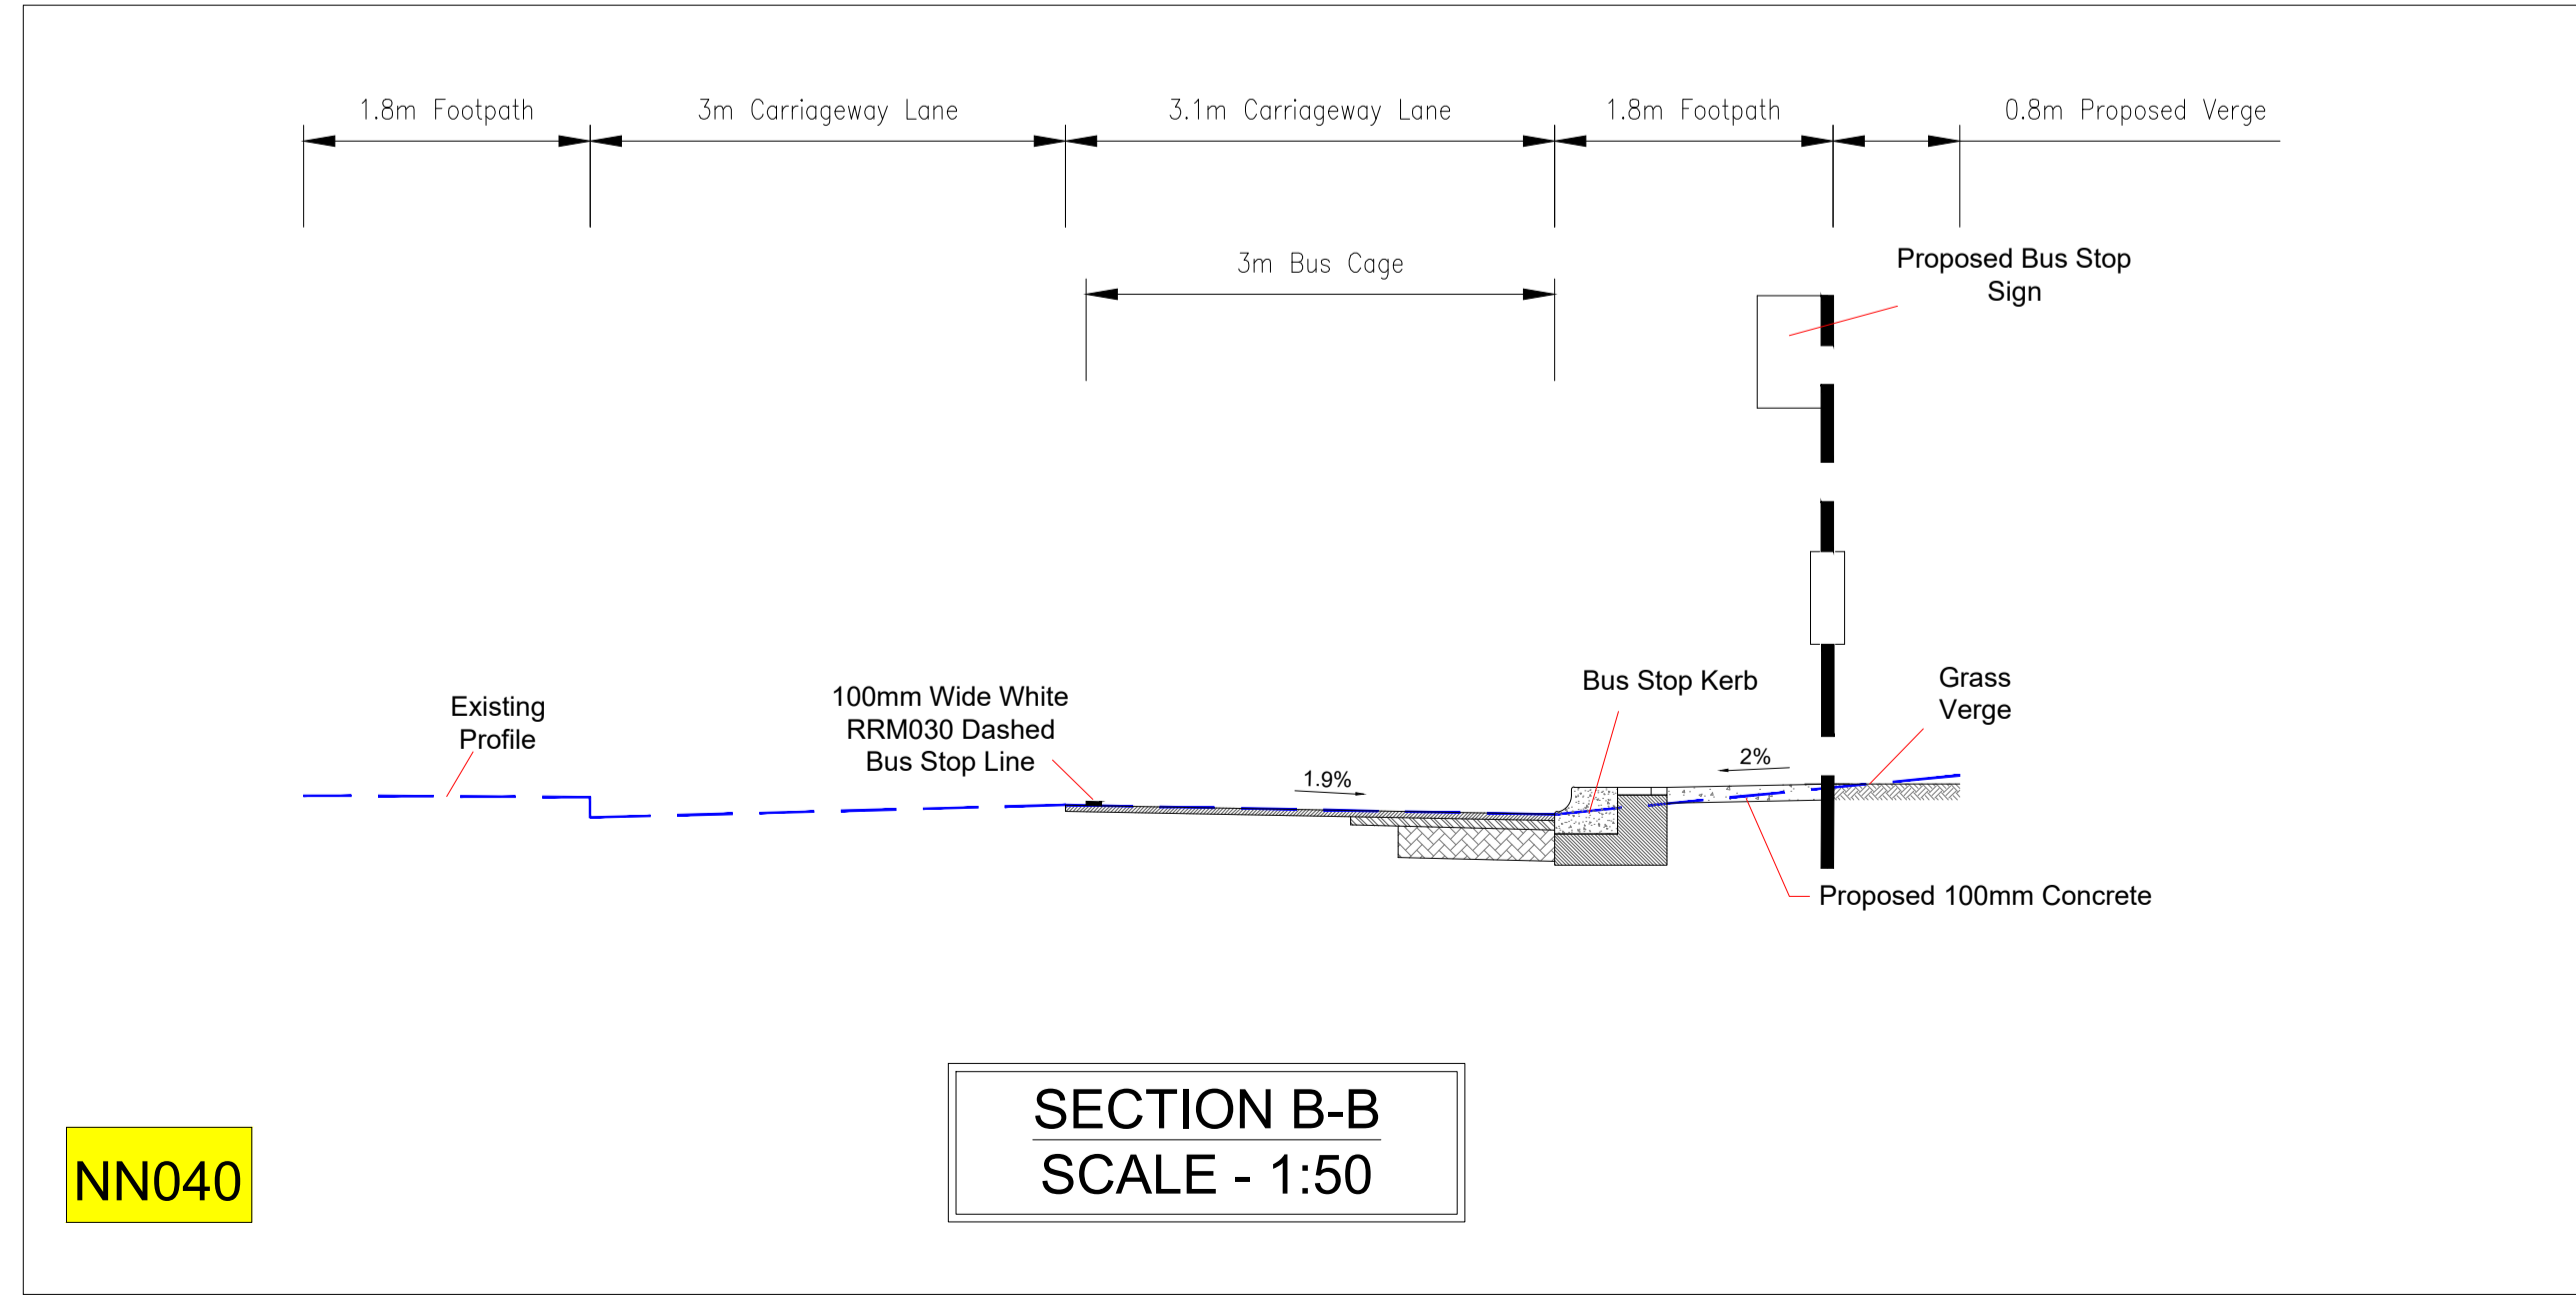 1.8m Footpath
3m Carriageway Lane
3.1m Carriageway Lane
1.8m Footpath
0.8m Proposed Verge
3m Bus Cage
Proposed Bus Stop
Sign
Existing
Profile
100mm Wide White
RRM030 Dashed
Bus Stop Line
1.9%
Bus Stop Kerb
2%
Grass
Verge
Proposed 100mm Concrete
SECTION B-B
SCALE - 1:50
NN040